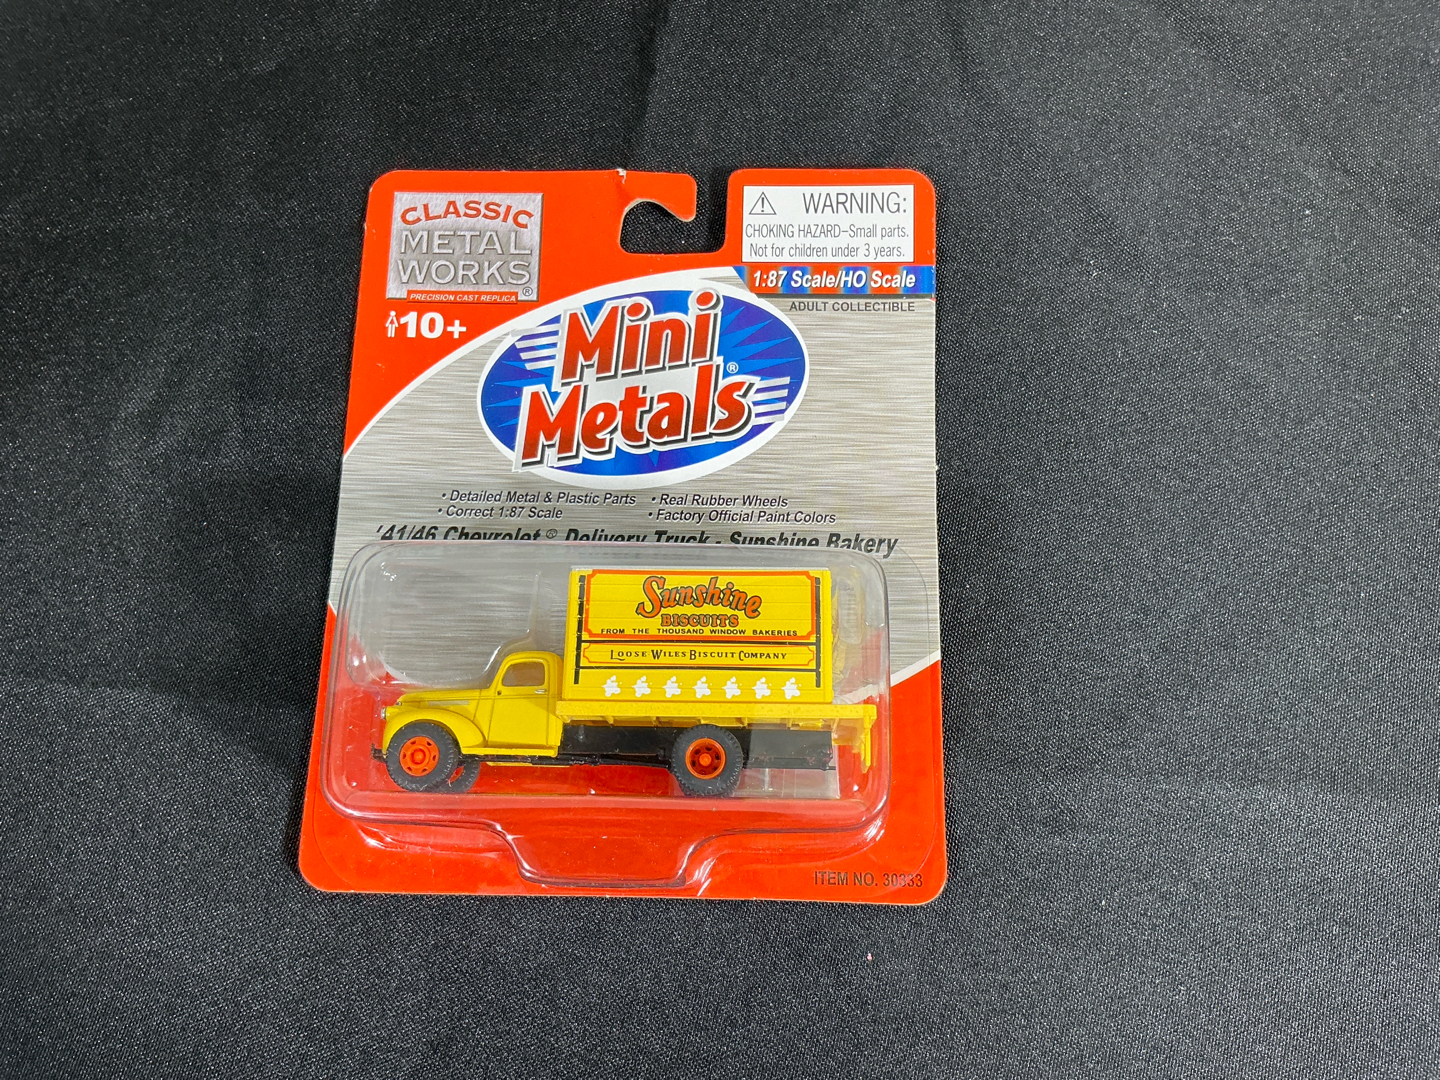 CLASSIC
METAL
WORKS®
PRECISION CAST REPLICA
10+
WARNING:
CHOKING HAZARD–Small parts.
Not for children under 3 years.
1:87 Scale/HO Scale
ADULT COLLECTIBLE
Mini
Metals®
• Detailed Metal & Plastic Parts • Real Rubber Wheels
• Correct 1:87 Scale • Factory Official Paint Colors
'41/46 Chevrolet® Delivery Truck - Sunshine Bakery
Sunshine
BISCUITS
FROM THE THOUSAND WINDOW BAKERIES
LOOSE-WILES BISCUIT COMPANY
ITEM NO. 30333